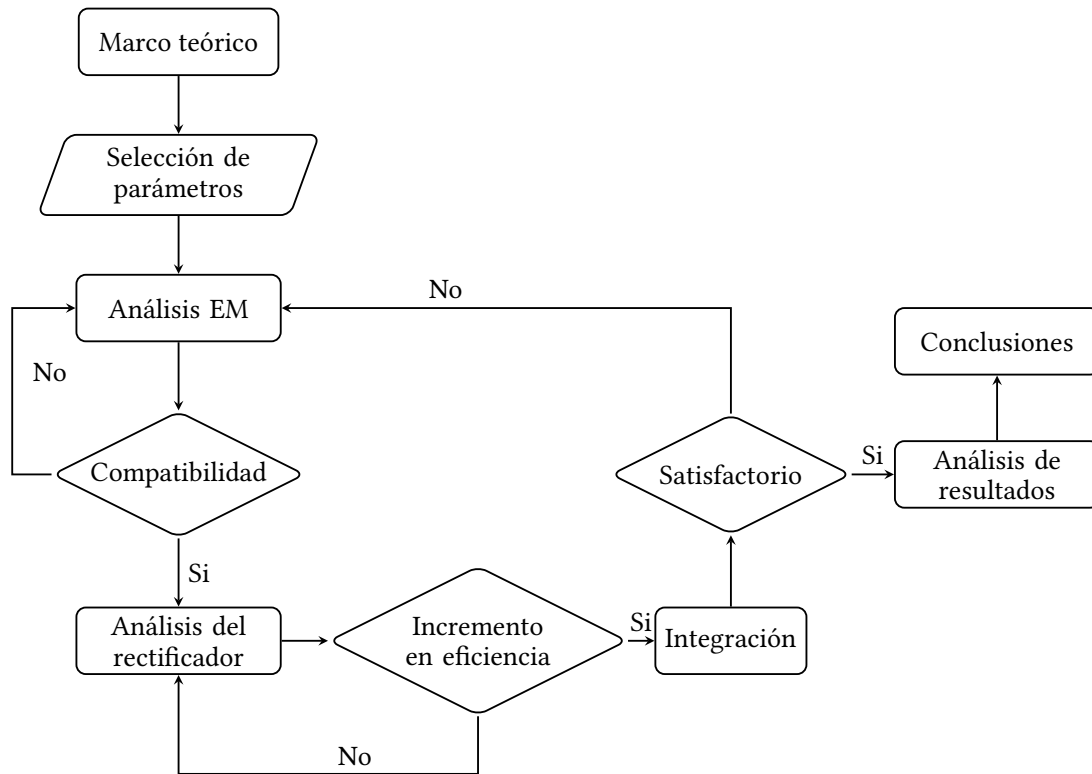 Marco teórico
Selección de
parámetros
Análisis EM
No
Compatibilidad
Si
Análisis del
rectificador
Incremento
en eficiencia
No
Si
Integración
Satisfactorio
No
Si
Análisis de
resultados
Conclusiones